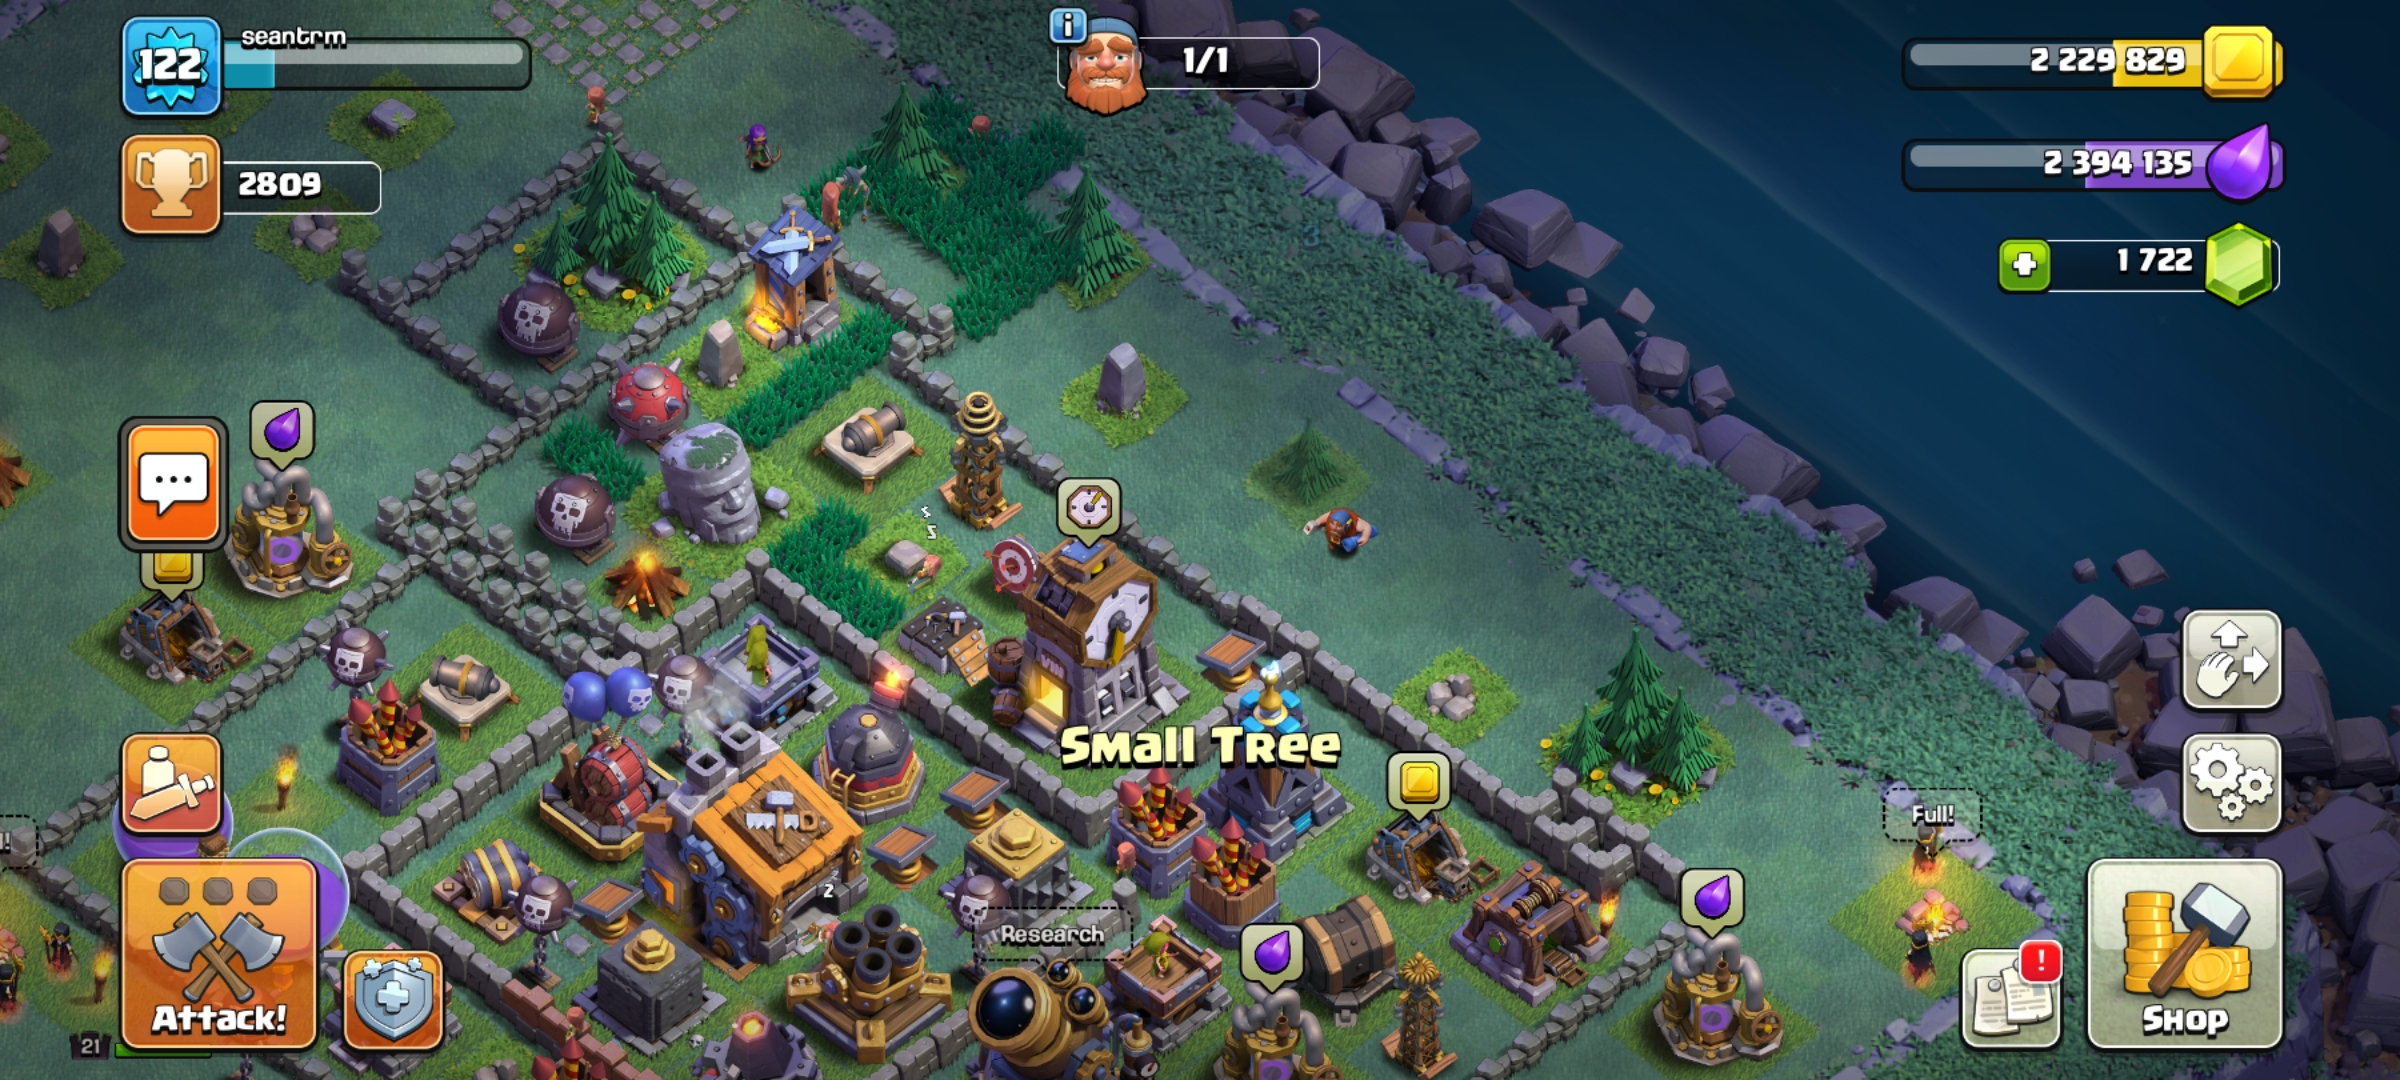 122
seantrm
i
1/1
2 229 829
2809
2 394 135
1 722
Small Tree
Full!
Research
Attack!
21
!
Shop